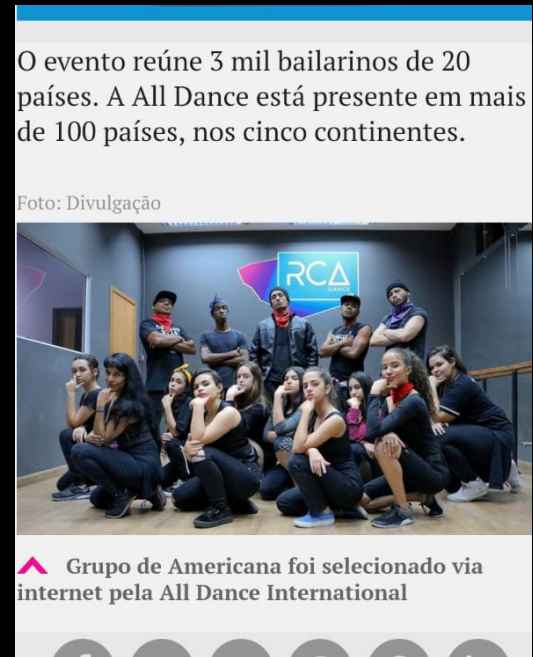 O evento reúne 3 mil bailarinos de 20
países. A All Dance está presente em mais
de 100 países, nos cinco continentes.
Foto: Divulgação
RCA
DANCE
Grupo de Americana foi selecionado via
internet pela All Dance International